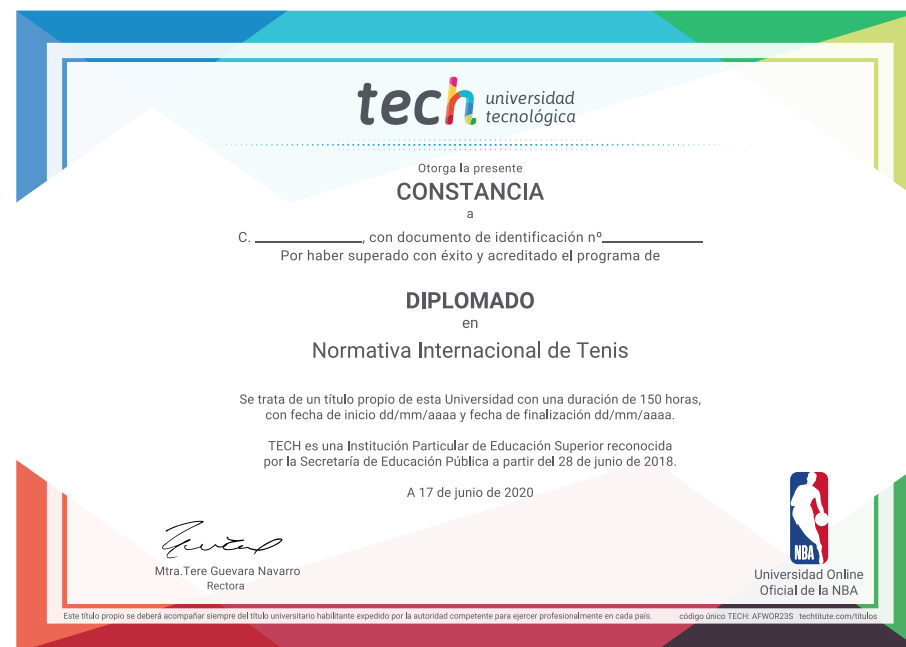 tech universidad
tecnológica
Otorga la presente
CONSTANCIA
a
C. ______________, con documento de identificación nº______________
Por haber superado con éxito y acreditado el programa de
DIPLOMADO
en
Normativa Internacional de Tenis
Se trata de un título propio de esta Universidad con una duración de 150 horas,
con fecha de inicio dd/mm/aaaa y fecha de finalización dd/mm/aaaa.
TECH es una Institución Particular de Educación Superior reconocida
por la Secretaría de Educación Pública a partir del 28 de junio de 2018.
A 17 de junio de 2020
Mtra.Tere Guevara Navarro
Rectora
NBA
Universidad Online
Oficial de la NBA
Este título propio se deberá acompañar siempre del título universitario habilitante expedido por la autoridad competente para ejercer profesionalmente en cada país. código único TECH: AFWOR23S techtitute.com/títulos